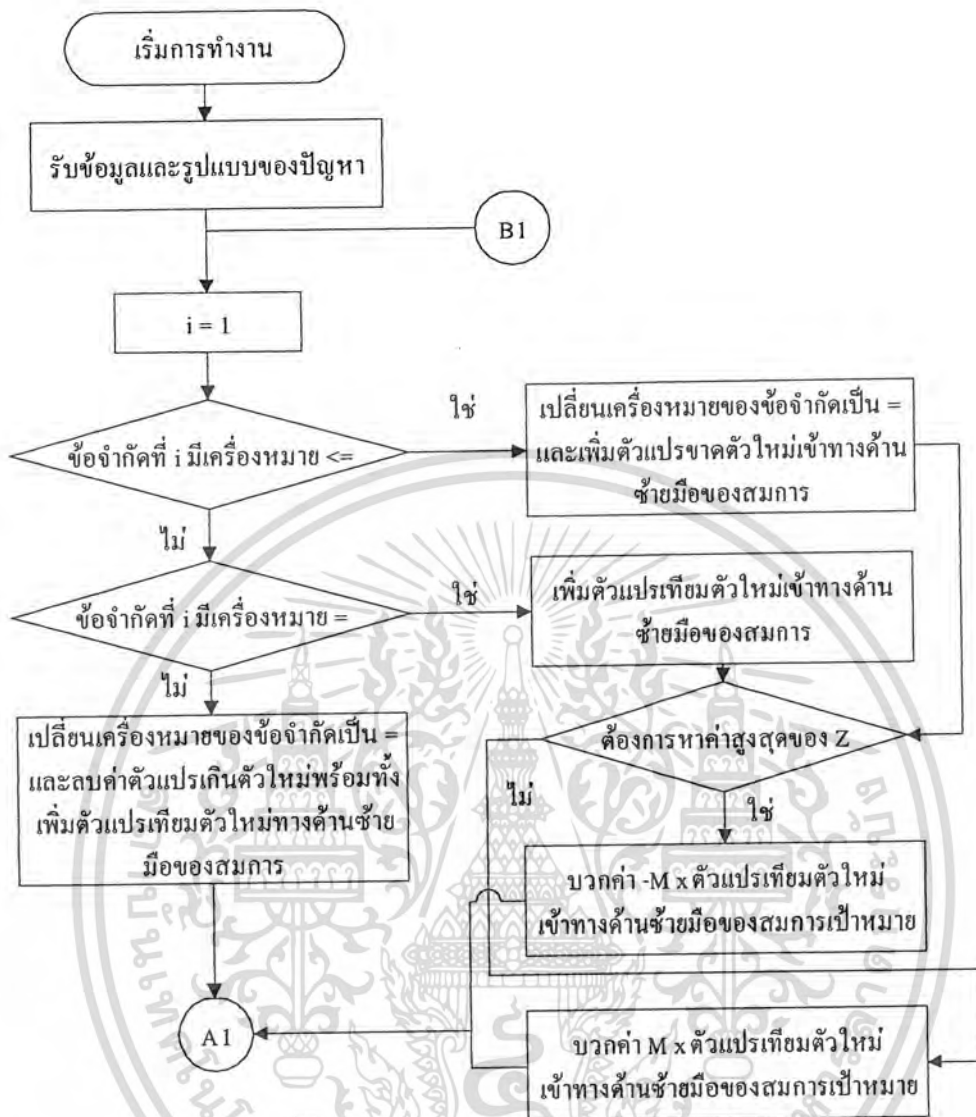 เริ่มการทำงาน
รับข้อมูลและรูปแบบของปัญหา
B1
i = 1
ข้อจำกัดที่ i มีเครื่องหมาย <=
ใช่
เปลี่ยนเครื่องหมายของข้อจำกัดเป็น =
และเพิ่มตัวแปรขาดตัวใหม่เข้าทางด้าน
ซ้ายมือของสมการ
ไม่
ข้อจำกัดที่ i มีเครื่องหมาย =
ใช่
เพิ่มตัวแปรเทียมตัวใหม่เข้าทางด้าน
ซ้ายมือของสมการ
ไม่
เปลี่ยนเครื่องหมายของข้อจำกัดเป็น =
และลบค่าตัวแปรเกินตัวใหม่พร้อมทั้ง
เพิ่มตัวแปรเทียมตัวใหม่ทางด้านซ้าย
มือของสมการ
ต้องการหาค่าสูงสุดของ Z
ไม่
ใช่
บวกค่า -M x ตัวแปรเทียมตัวใหม่
เข้าทางด้านซ้ายมือของสมการเป้าหมาย
A1
บวกค่า M x ตัวแปรเทียมตัวใหม่
เข้าทางด้านซ้ายมือของสมการเป้าหมาย